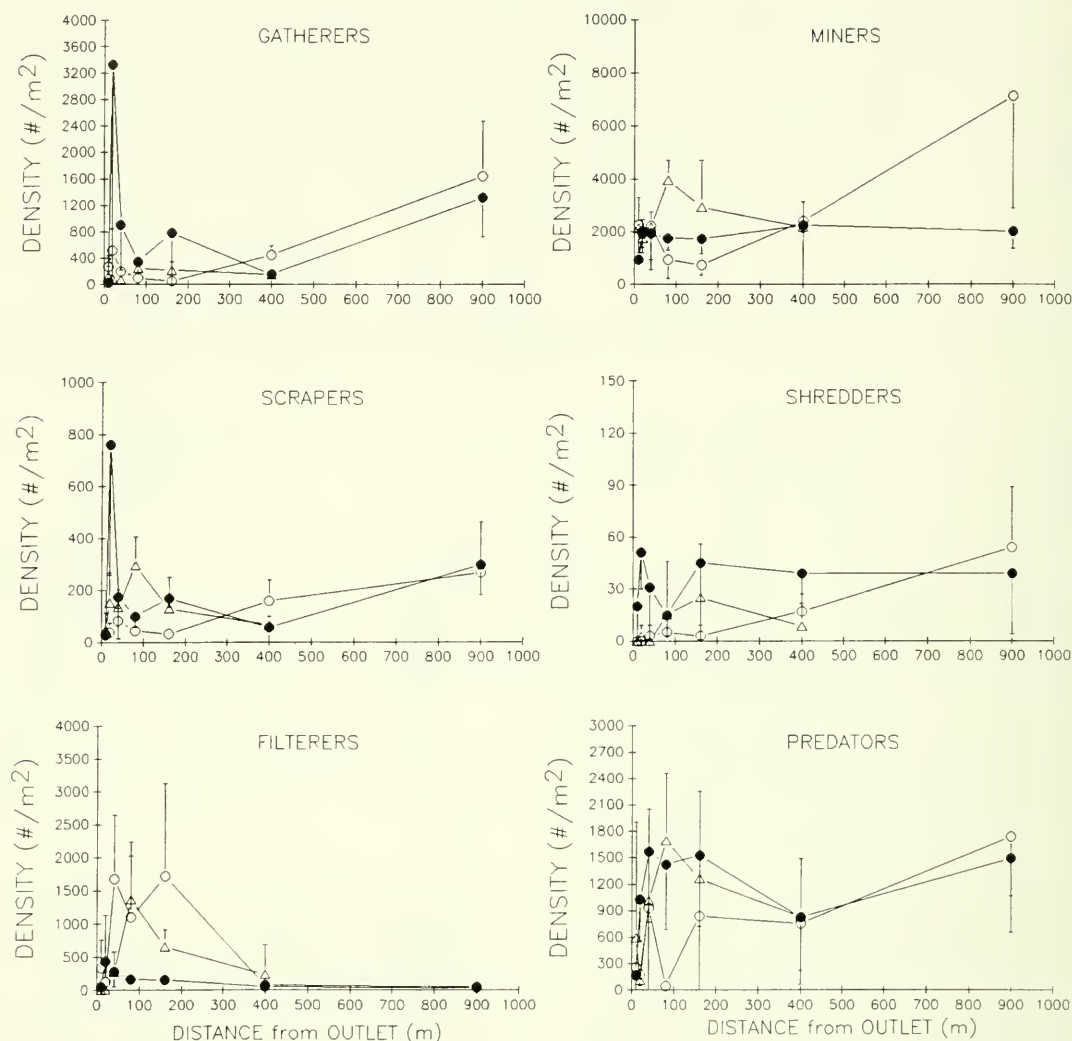 GATHERERS
DENSITY (#/m2)
4000
3600
3200
2800
2400
2000
1600
1200
800
400
0
0 100 200 300 400 500 600 700 800 900 1000
MINERS
DENSITY (#/m2)
10000
8000
6000
4000
2000
0
0 100 200 300 400 500 600 700 800 900 1000
SCRAPERS
DENSITY (#/m2)
1000
800
600
400
200
0
0 100 200 300 400 500 600 700 800 900 1000
SHREDDERS
DENSITY (#/m2)
150
120
90
60
30
0
0 100 200 300 400 500 600 700 800 900 1000
FILTERERS
DENSITY (#/m2)
4000
3500
3000
2500
2000
1500
1000
500
0
0 100 200 300 400 500 600 700 800 900 1000
DISTANCE from OUTLET (m)
PREDATORS
DENSITY (#/m2)
3000
2700
2400
2100
1800
1500
1200
900
600
300
0
0 100 200 300 400 500 600 700 800 900 1000
DISTANCE from OUTLET (m)